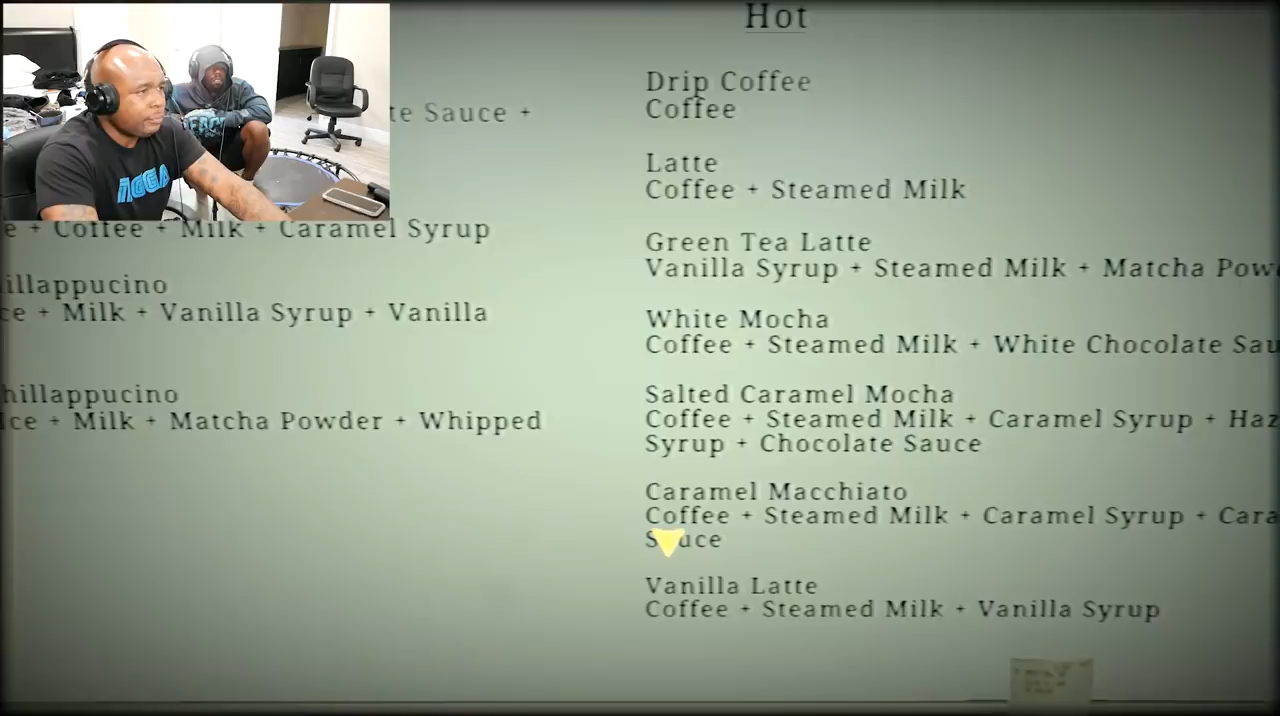 te Sauce +
e + Coffee + Milk + Caramel Syrup
illappucino
ce + Milk + Vanilla Syrup + Vanilla
hillappucino
Ice + Milk + Matcha Powder + Whipped
Hot
Drip Coffee
Coffee
Latte
Coffee + Steamed Milk
Green Tea Latte
Vanilla Syrup + Steamed Milk + Matcha Pow
White Mocha
Coffee + Steamed Milk + White Chocolate Sau
Salted Caramel Mocha
Coffee + Steamed Milk + Caramel Syrup + Haz
Syrup + Chocolate Sauce
Caramel Macchiato
Coffee + Steamed Milk + Caramel Syrup + Cara
Sauce
Vanilla Latte
Coffee + Steamed Milk + Vanilla Syrup